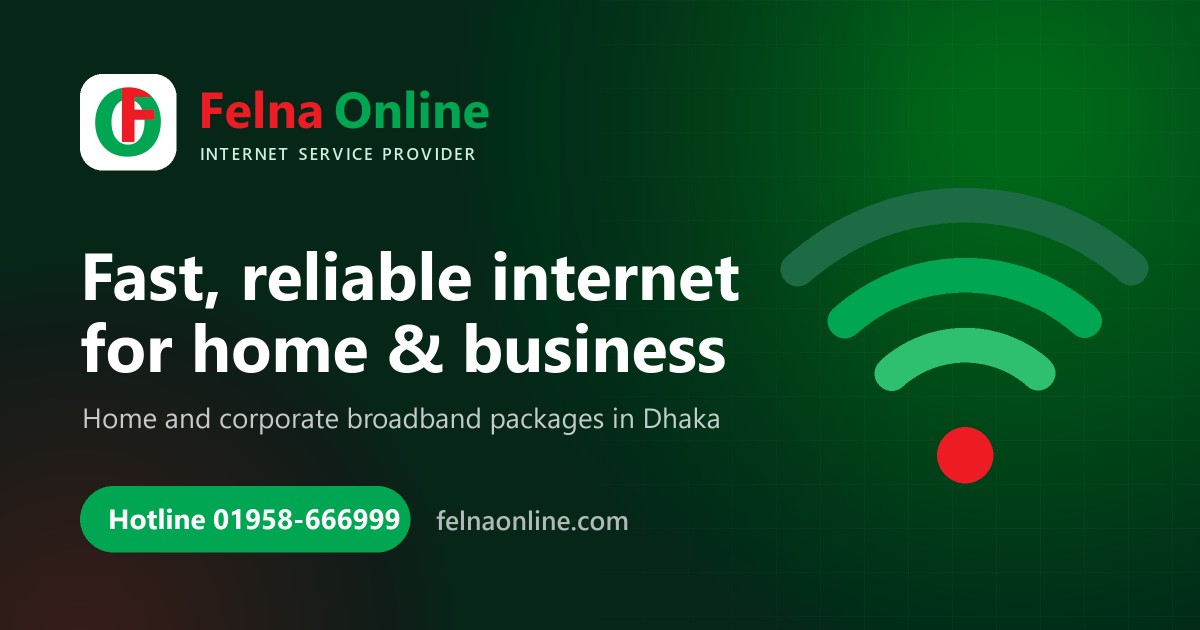 Felna Online
INTERNET SERVICE PROVIDER
Fast, reliable internet
for home & business
Home and corporate broadband packages in Dhaka
Hotline 01958-666999
felnaonline.com